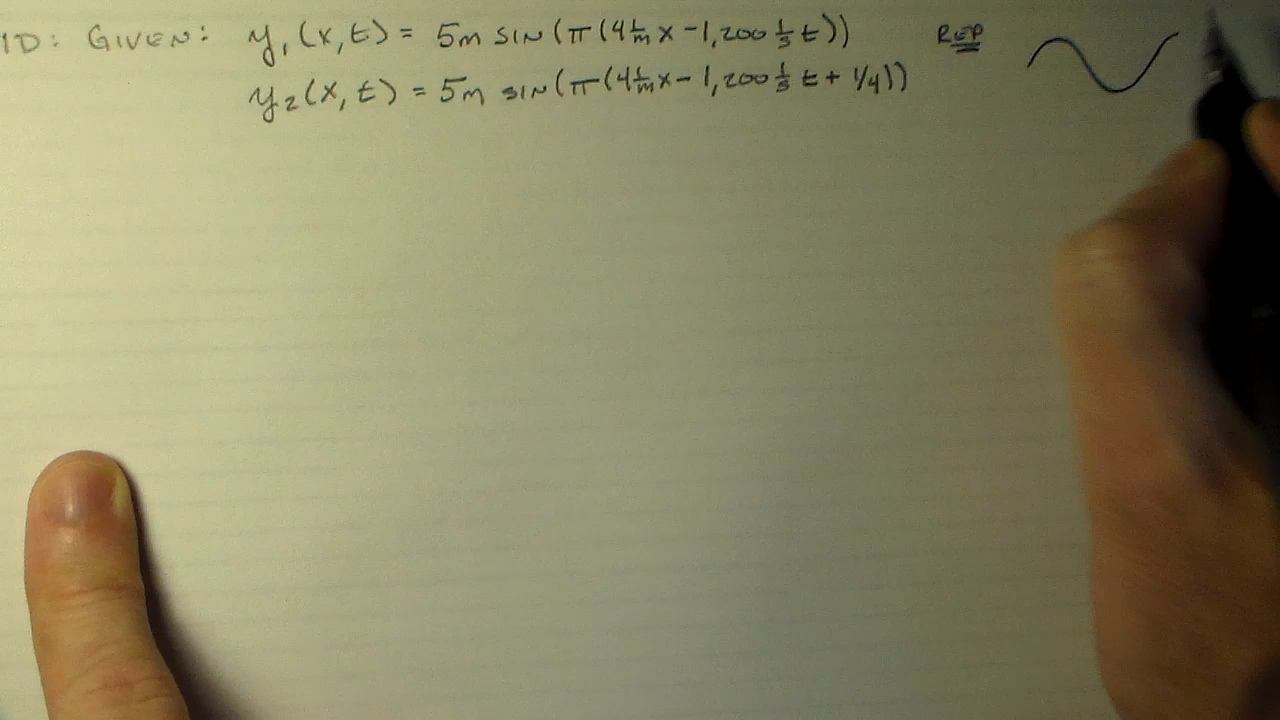 1D: GIVEN: y₁(x,t) = 5m SIN(π(4 1/m x - 1,200 1/s t)) REP
y₂(x,t) = 5m SIN(π(4 1/m x - 1,200 1/s t + 1/4))